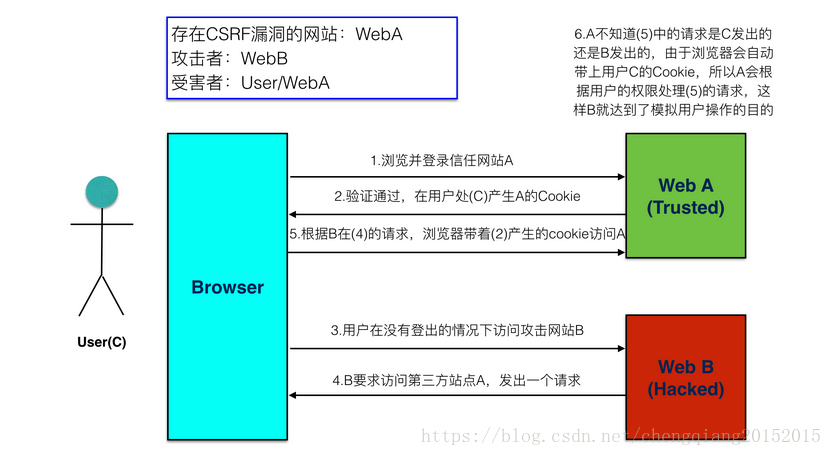 存在CSRF漏洞的网站：WebA
攻击者：WebB
受害者：User/WebA
6.A不知道(5)中的请求是C发出的
还是B发出的，由于浏览器会自动
带上用户C的Cookie，所以A会根
据用户的权限处理(5)的请求，这
样B就达到了模拟用户操作的目的
1.浏览并登录信任网站A
2.验证通过，在用户处(C)产生A的Cookie
5.根据B在(4)的请求，浏览器带着(2)产生的cookie访问A
Web A
(Trusted)
Browser
User(C)
3.用户在没有登出的情况下访问攻击网站B
4.B要求访问第三方站点A，发出一个请求
Web B
(Hacked)
https://blog.csdn.net/chengqiang20152015